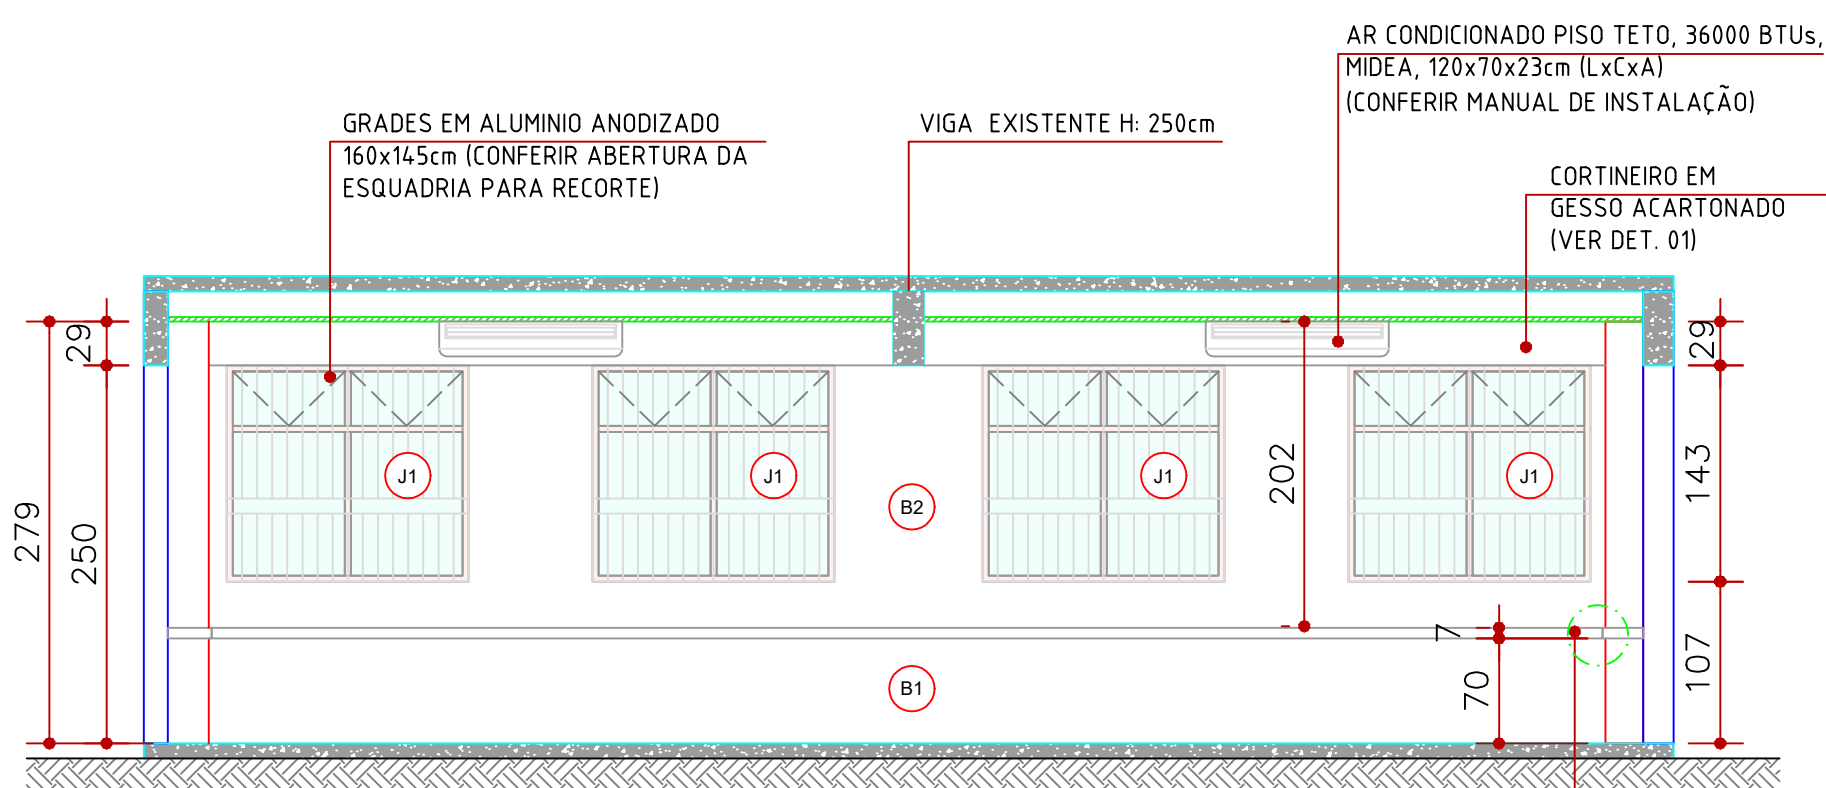 AR CONDICIONADO PISO TETO, 36000 BTUs,
MIDEA, 120x70x23cm (LxCxA)
(CONFERIR MANUAL DE INSTALAÇÃO)
GRADES EM ALUMINIO ANODIZADO
160x145cm (CONFERIR ABERTURA DA
ESQUADRIA PARA RECORTE)
VIGA EXISTENTE H: 250cm
CORTINEIRO EM
GESSO ACARTONADO
(VER DET. 01)
29
29
279
250
J1
J1
J1
J1
B2
202
143
7
70
107
B1